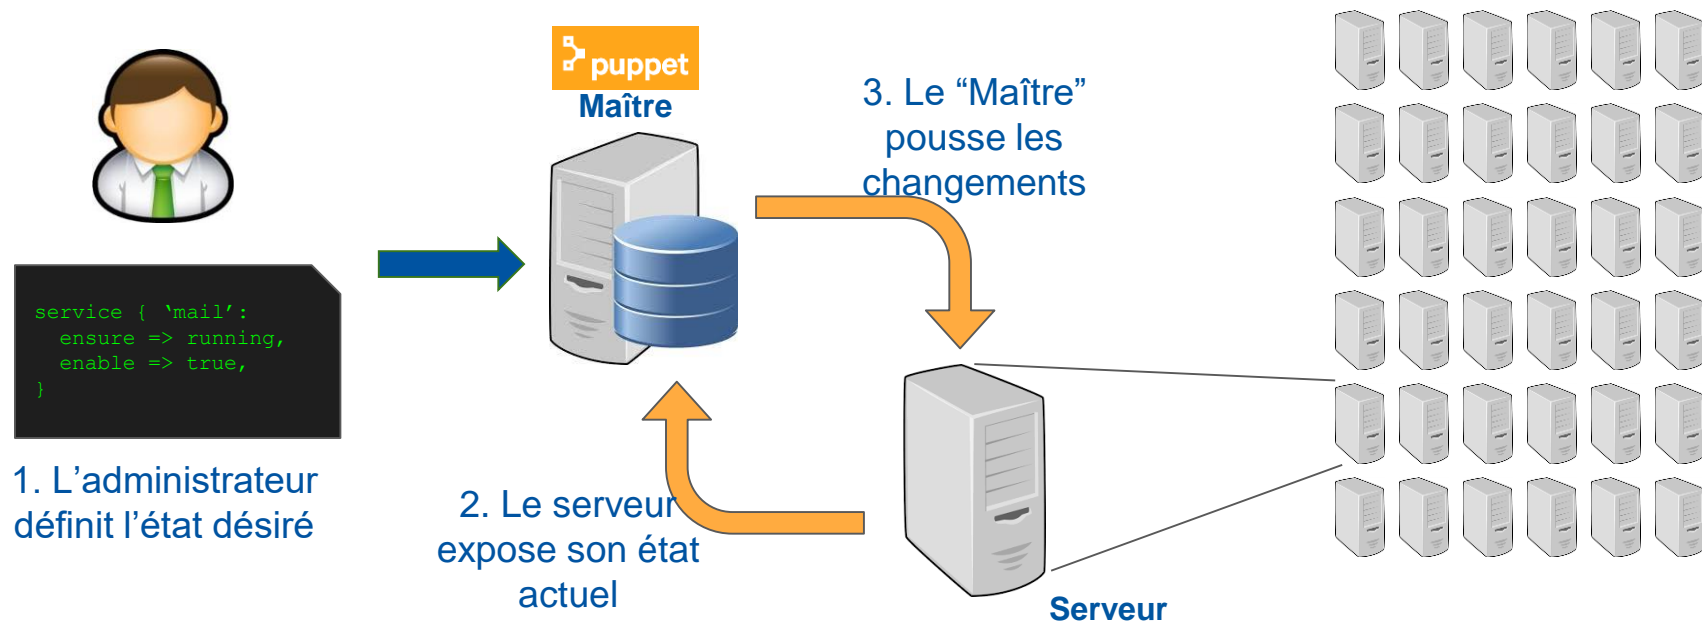 puppet
Maître
3. Le “Maître”
pousse les
changements
service { ‘mail’:
ensure => running,
enable => true,
}
1. L’administrateur
définit l’état désiré
2. Le serveur
expose son état
actuel
Serveur